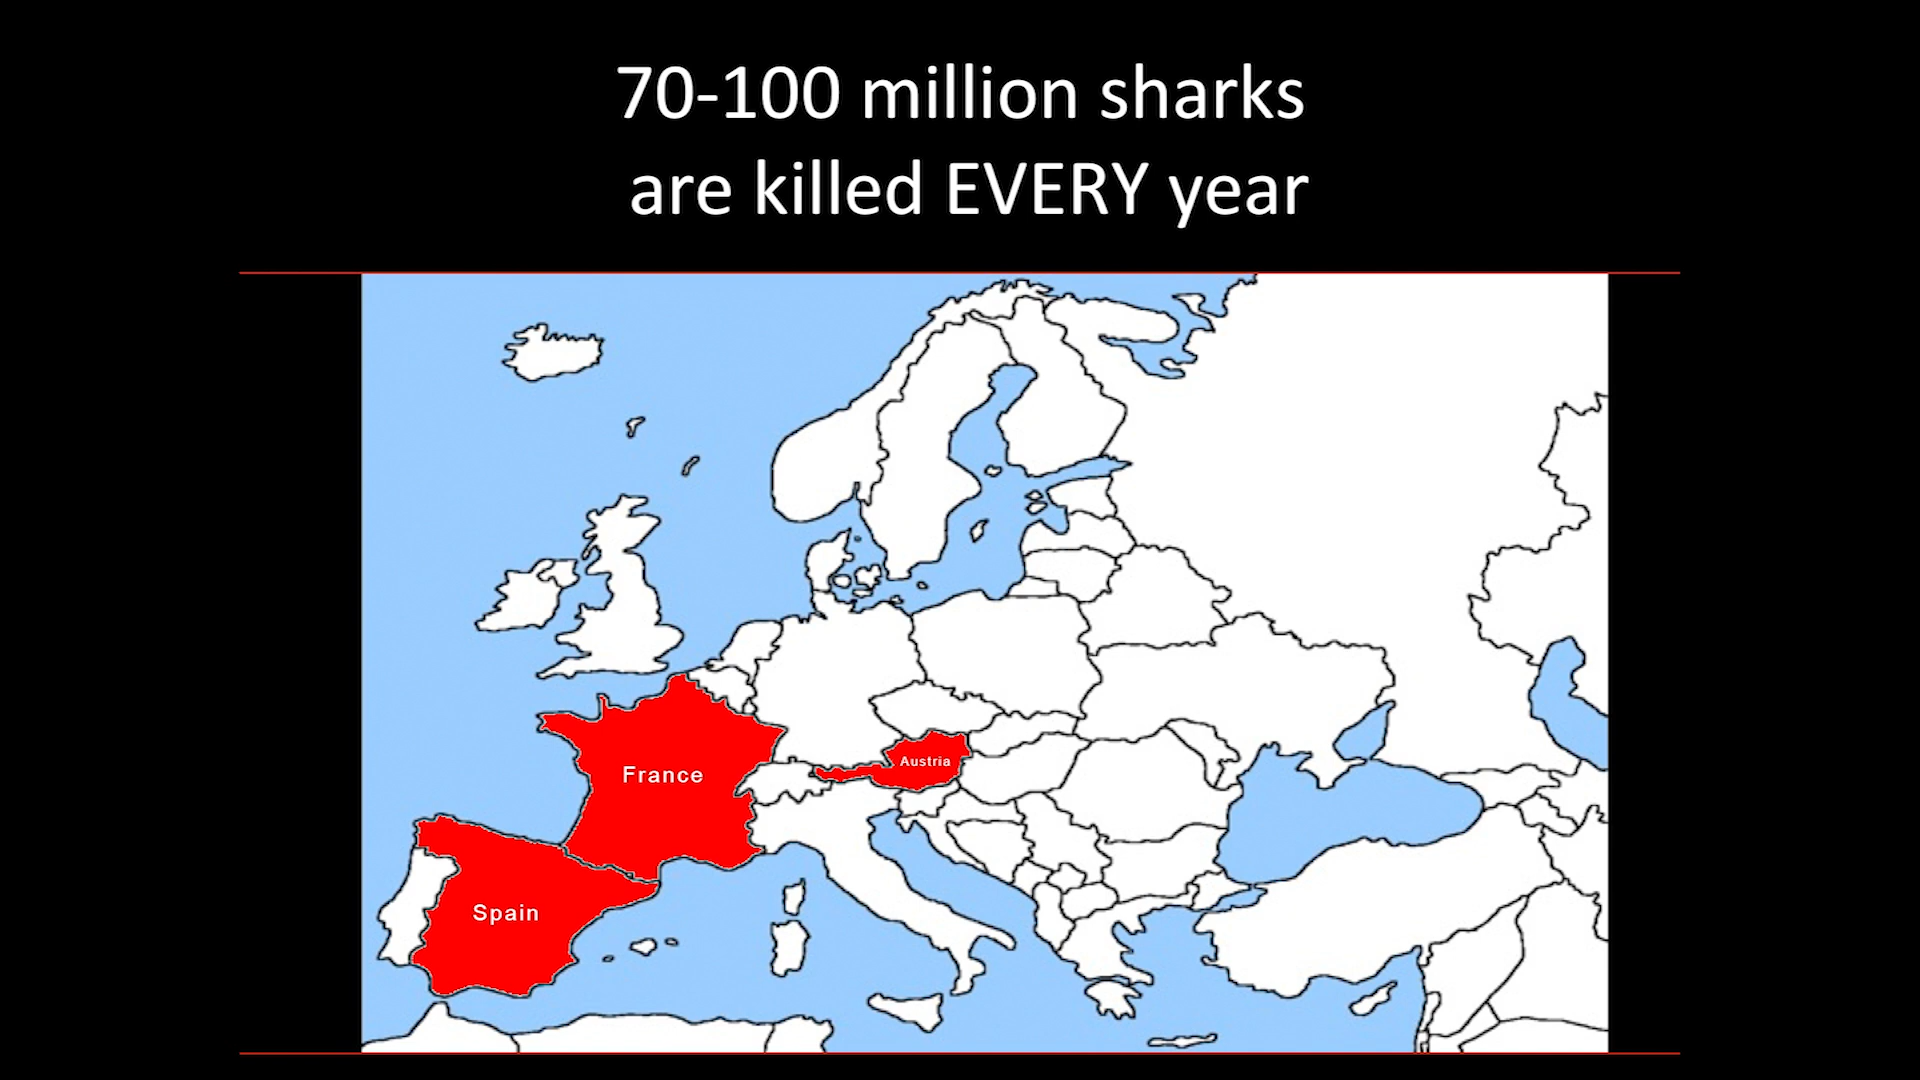 70-100 million sharks
are killed EVERY year
Austria
France
Spain